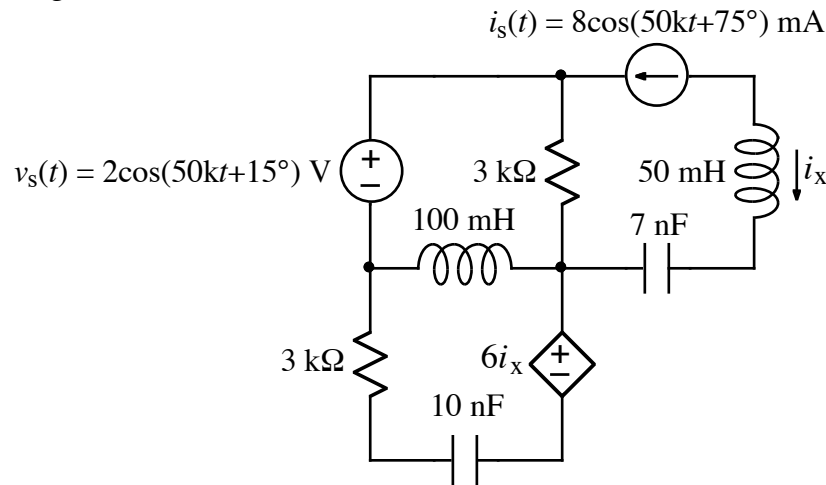 i_s(t) = 8cos(50kt+75°) mA
+
−
v_s(t) = 2cos(50kt+15°) V
3 kΩ
50 mH
i_x
100 mH
7 nF
3 kΩ
6i_x
+
−
10 nF